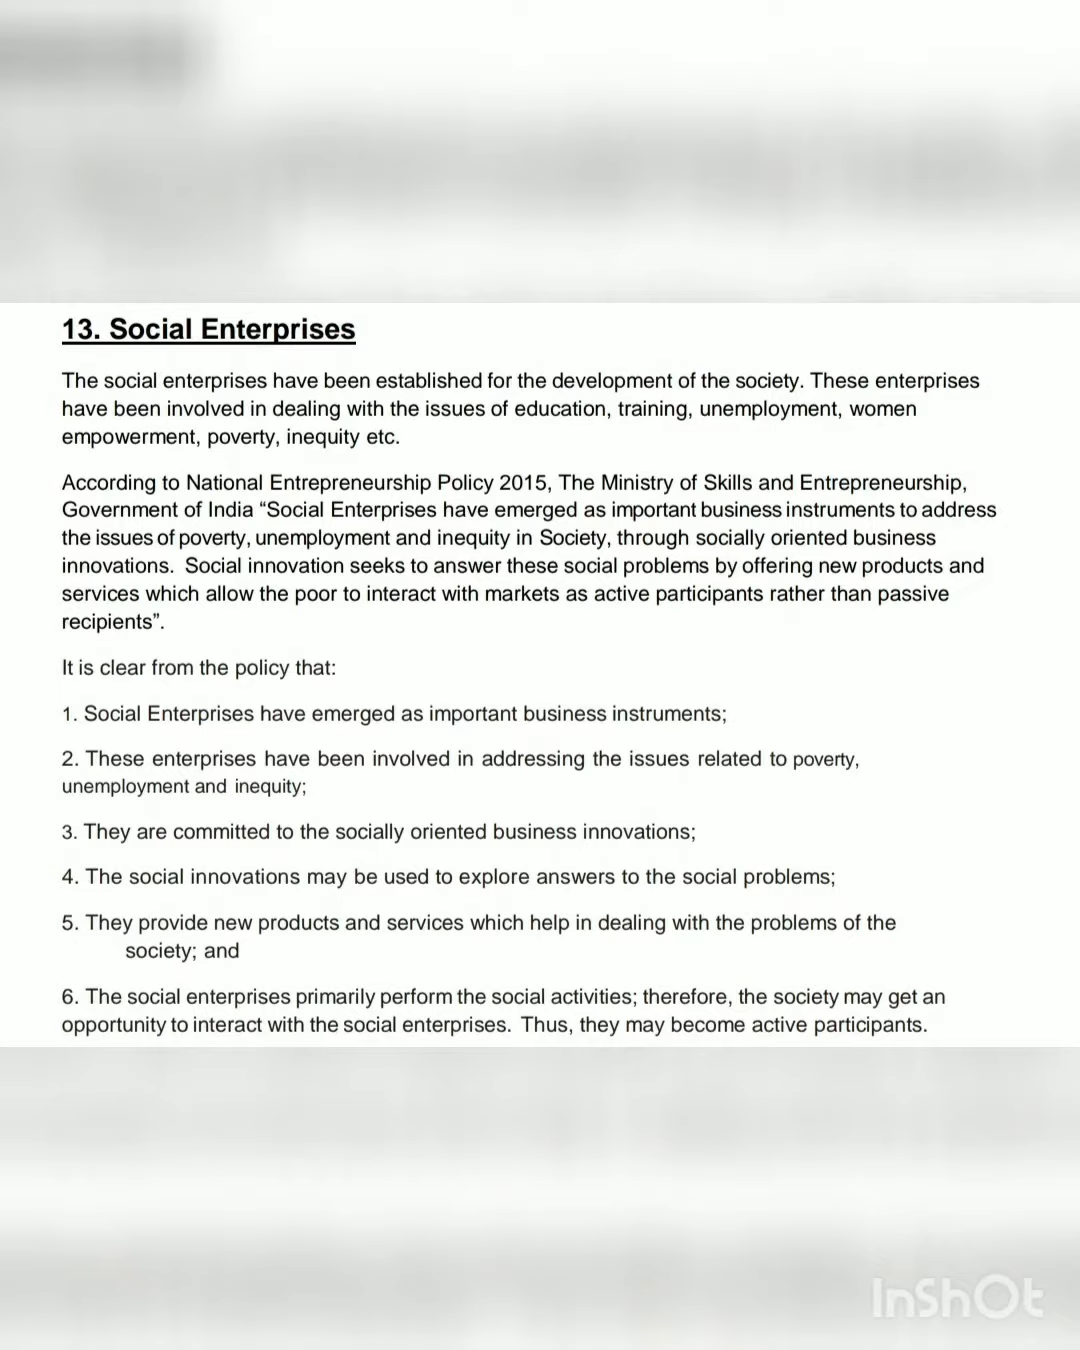 13. Social Enterprises
The social enterprises have been established for the development of the society. These enterprises
have been involved in dealing with the issues of education, training, unemployment, women
empowerment, poverty, inequity etc.
According to National Entrepreneurship Policy 2015, The Ministry of Skills and Entrepreneurship,
Government of India “Social Enterprises have emerged as important business instruments to address
the issues of poverty, unemployment and inequity in Society, through socially oriented business
innovations. Social innovation seeks to answer these social problems by offering new products and
services which allow the poor to interact with markets as active participants rather than passive
recipients”.
It is clear from the policy that:
1. Social Enterprises have emerged as important business instruments;
2. These enterprises have been involved in addressing the issues related to poverty,
unemployment and inequity;
3. They are committed to the socially oriented business innovations;
4. The social innovations may be used to explore answers to the social problems;
5. They provide new products and services which help in dealing with the problems of the
society; and
6. The social enterprises primarily perform the social activities; therefore, the society may get an
opportunity to interact with the social enterprises. Thus, they may become active participants.
InShOt